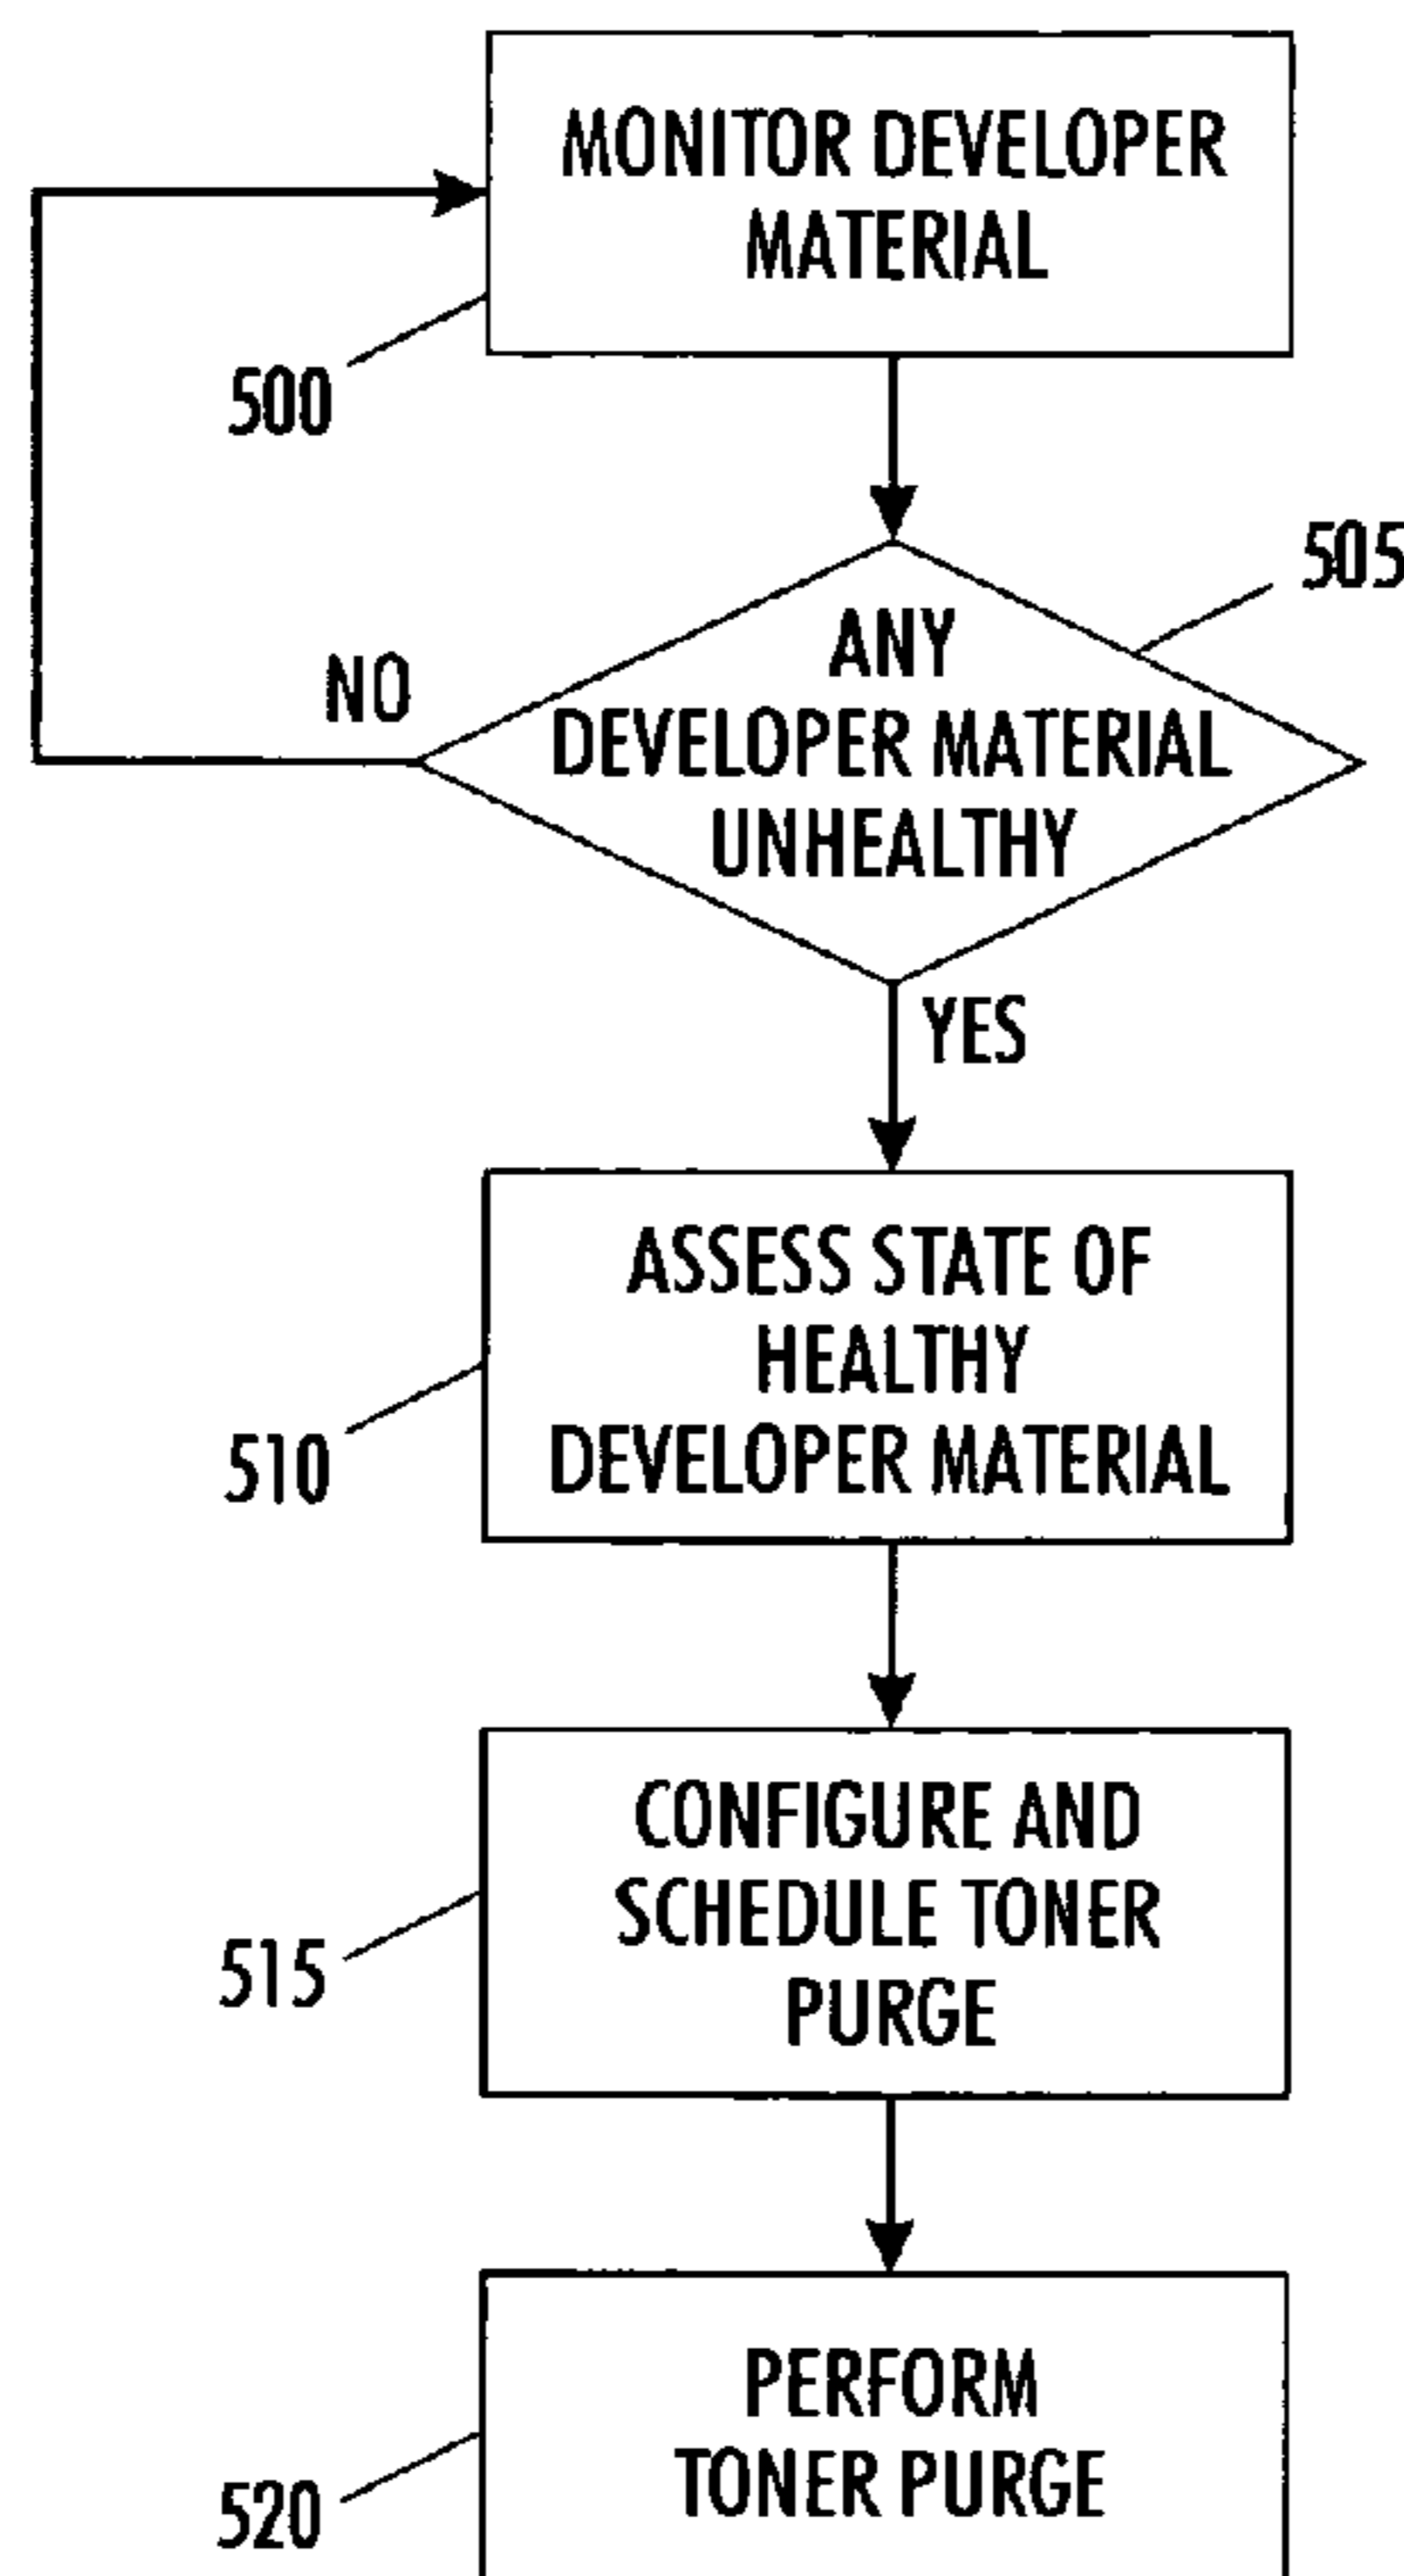 MONITOR DEVELOPER
MATERIAL
500
505
ANY
DEVELOPER MATERIAL
UNHEALTHY
NO
YES
ASSESS STATE OF
HEALTHY
DEVELOPER MATERIAL
510
CONFIGURE AND
SCHEDULE TONER
PURGE
515
PERFORM
TONER PURGE
520